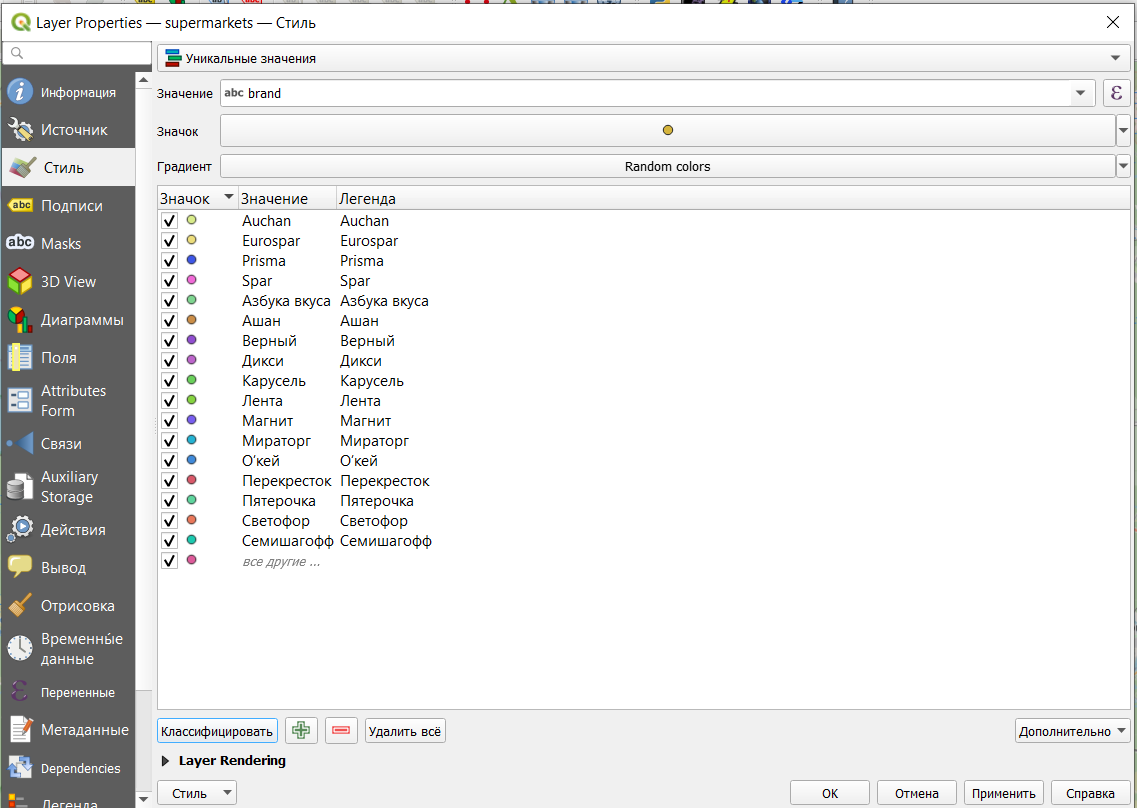 Layer Properties — supermarkets — Стиль
Уникальные значения
Информация
Значение abc brand ε
Источник
Значок
Стиль
Градиент Random colors
Значок Значение Легенда
abc Подписи
Auchan Auchan
abc Masks
Eurospar Eurospar
Prisma Prisma
3D View
Spar Spar
Азбука вкуса Азбука вкуса
Диаграммы
Ашан Ашан
Верный Верный
Поля
Дикси Дикси
Карусель Карусель
Attributes
Form
Лента Лента
Магнит Магнит
Связи
Мираторг Мираторг
О'кей О'кей
Auxiliary
Storage
Перекресток Перекресток
Пятерочка Пятерочка
Действия
Светофор Светофор
Семишагофф Семишагофф
Вывод
все другие ...
Отрисовка
Временны́е
данные
ε Переменные
Метаданные
Классифицировать Удалить всё Дополнительно
Dependencies
Layer Rendering
Легенда
Стиль OK Отмена Применить Справка